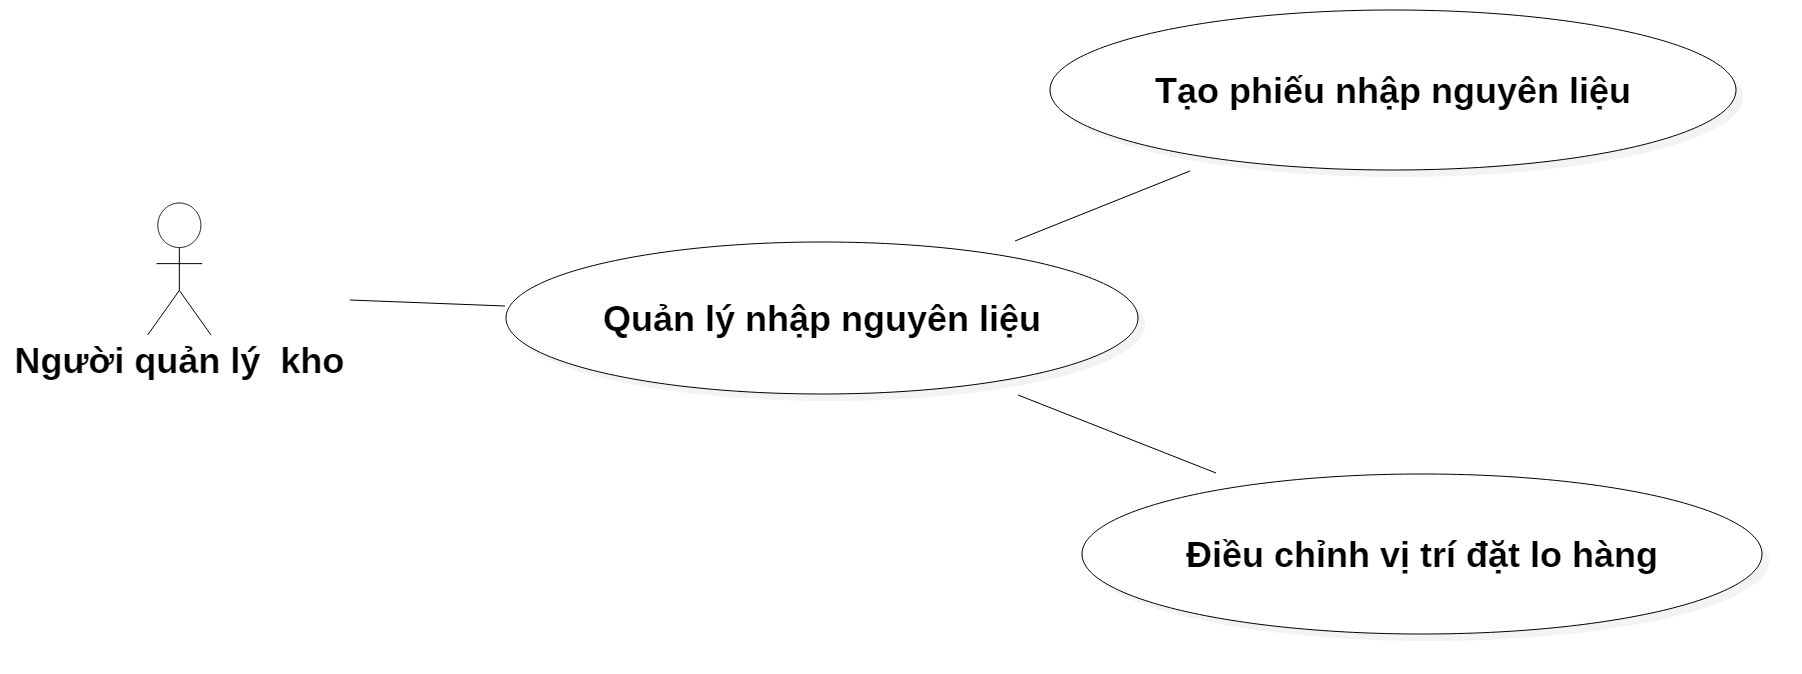 Tạo phiếu nhập nguyên liệu
Quản lý nhập nguyên liệu
Người quản lý  kho
Điều chỉnh vị trí đặt lo hàng